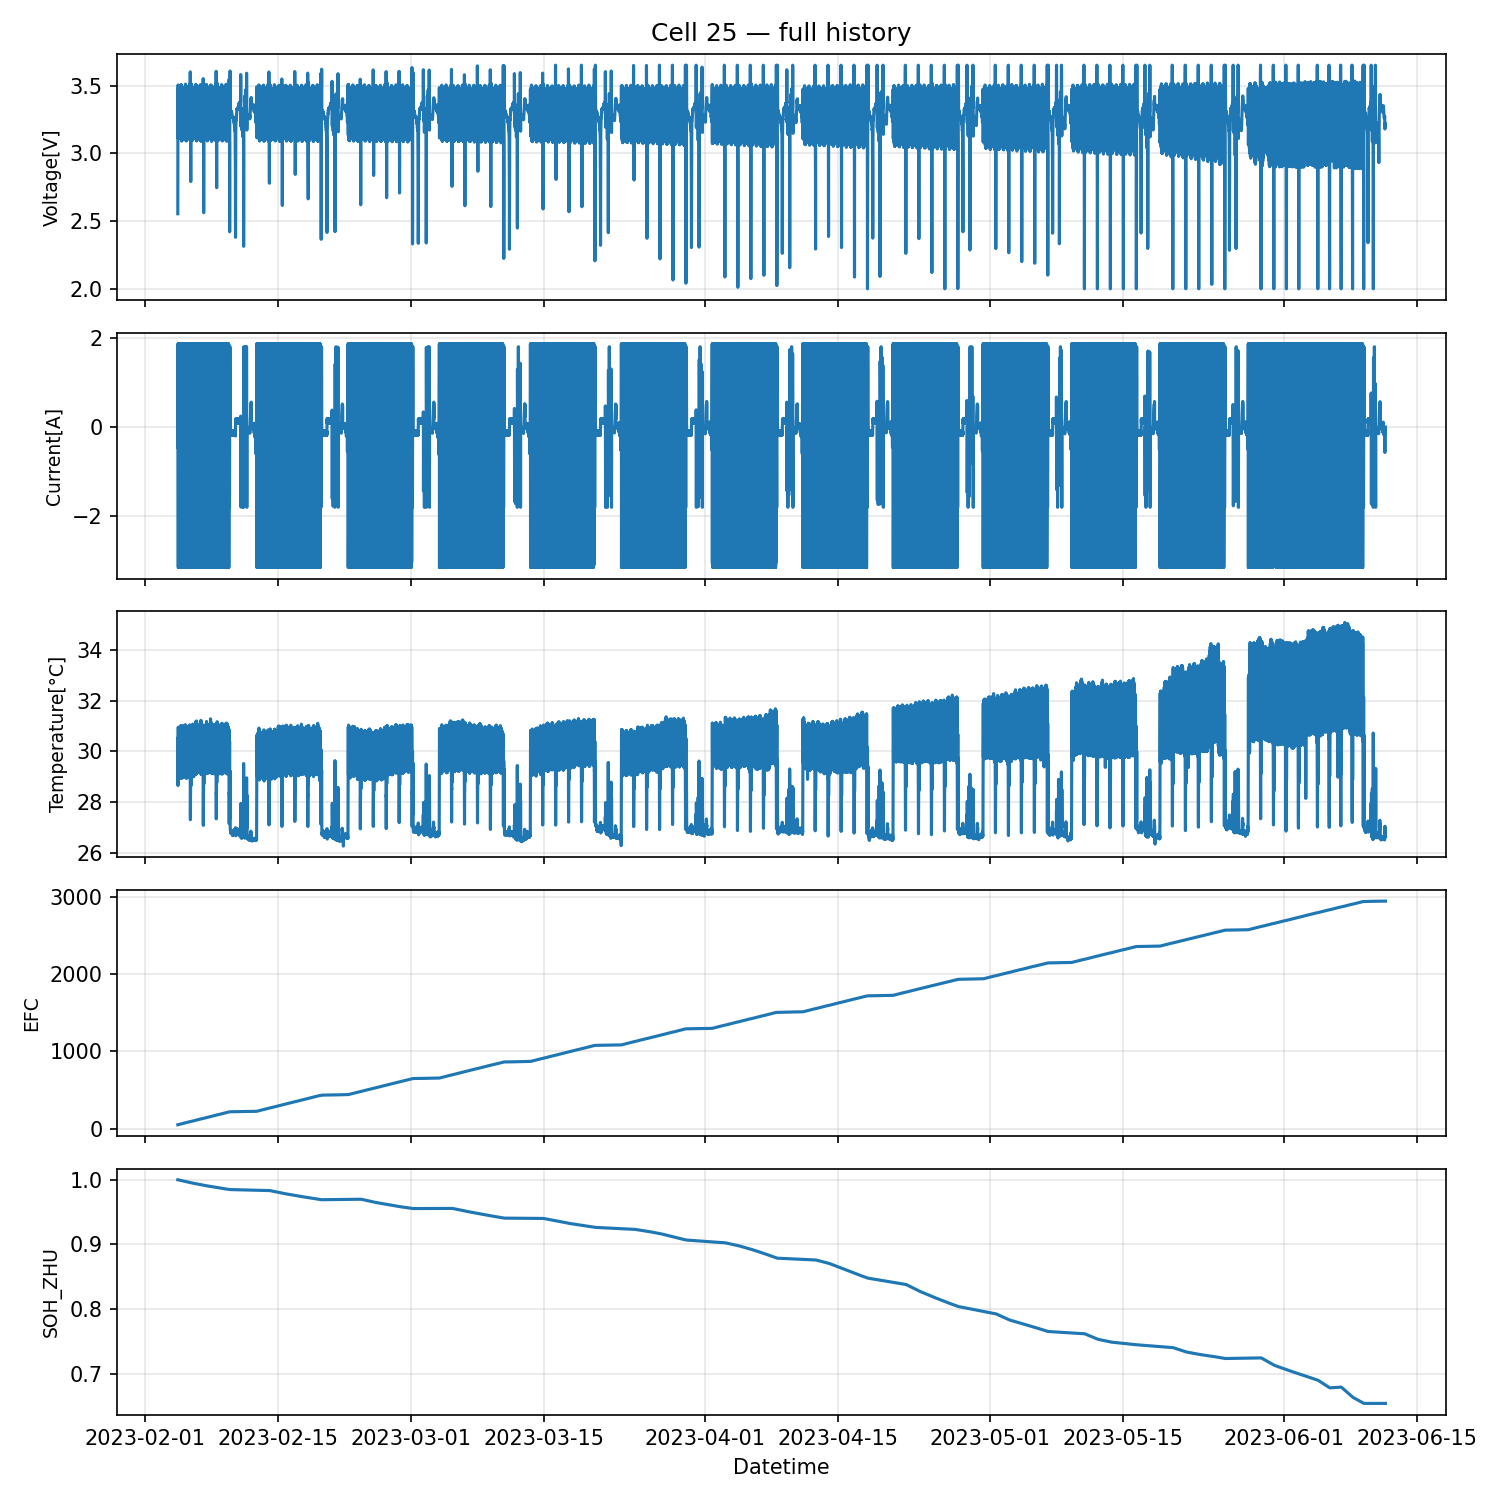 Cell 25 — full history
Voltage[V]
3.5
3.0
2.5
2.0
Current[A]
2
0
−2
Temperature[°C]
34
32
30
28
26
EFC
3000
2000
1000
0
SOH_ZHU
1.0
0.9
0.8
0.7
2023-02-01 2023-02-15 2023-03-01 2023-03-15 2023-04-01 2023-04-15 2023-05-01 2023-05-15 2023-06-01 2023-06-15
Datetime